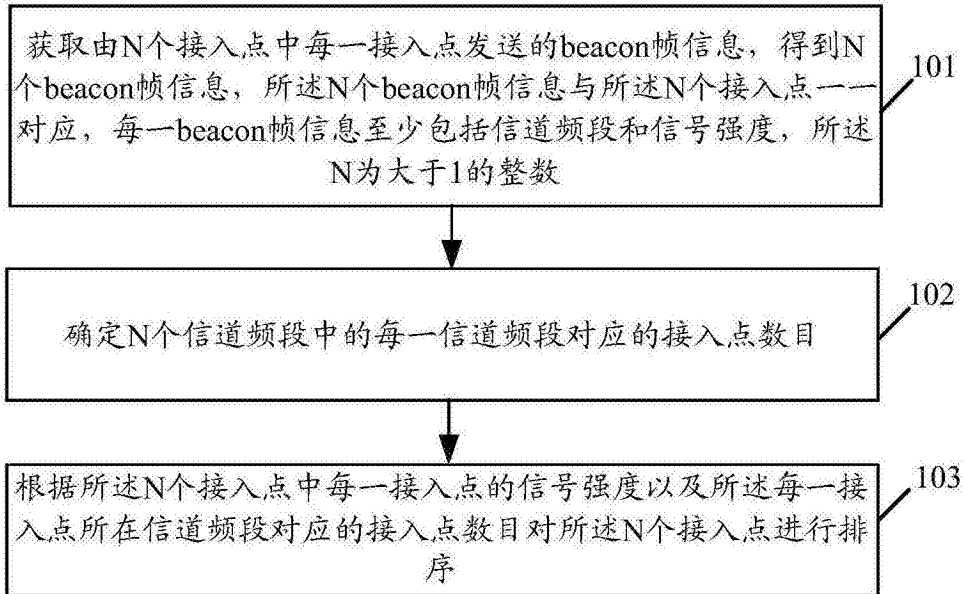 获取由N个接入点中每一接入点发送的beacon帧信息，得到N
个beacon帧信息，所述N个beacon帧信息与所述N个接入点一一
对应，每一beacon帧信息至少包括信道频段和信号强度，所述
N为大于1的整数
101
确定N个信道频段中的每一信道频段对应的接入点数目
102
根据所述N个接入点中每一接入点的信号强度以及所述每一接
入点所在信道频段对应的接入点数目对所述N个接入点进行排
序
103